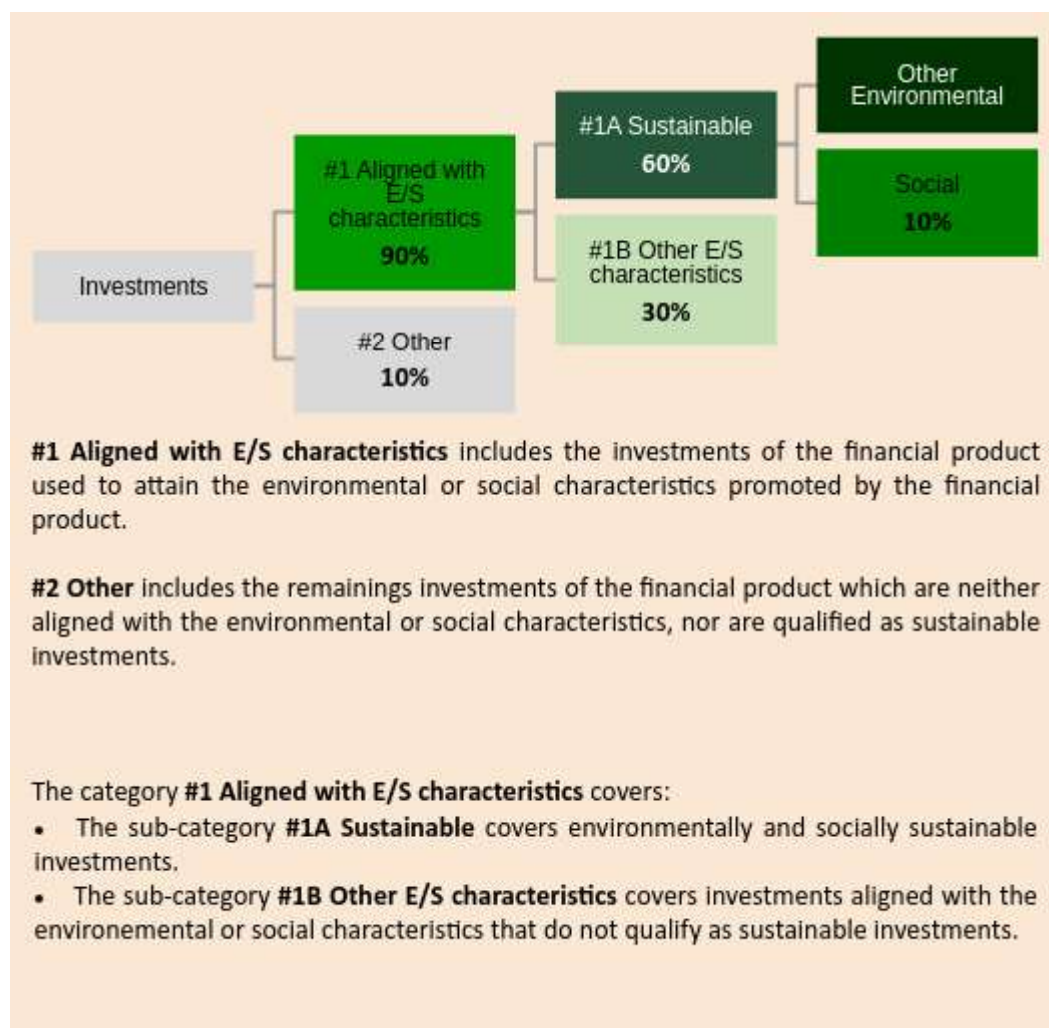 Other
Environmental
#1A Sustainable
60%
#1 Aligned with
E/S
characteristics
90%
Social
10%
#1B Other E/S
characteristics
30%
Investments
#2 Other
10%
#1 Aligned with E/S characteristics includes the investments of the financial product
used to attain the environmental or social characteristics promoted by the financial
product.
#2 Other includes the remainings investments of the financial product which are neither
aligned with the environmental or social characteristics, nor are qualified as sustainable
investments.
The category #1 Aligned with E/S characteristics covers:
• The sub-category #1A Sustainable covers environmentally and socially sustainable
investments.
• The sub-category #1B Other E/S characteristics covers investments aligned with the
environemental or social characteristics that do not qualify as sustainable investments.